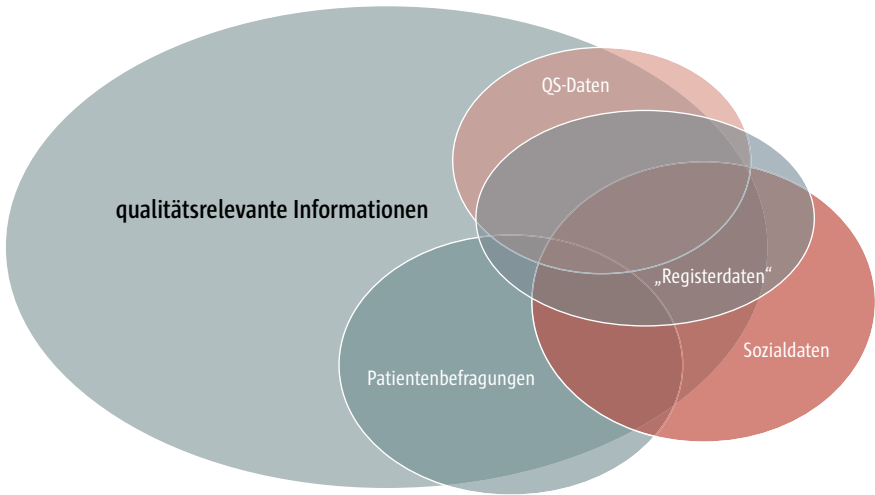 QS-Daten
qualitätsrelevante Informationen
„Registerdaten“
Sozialdaten
Patientenbefragungen